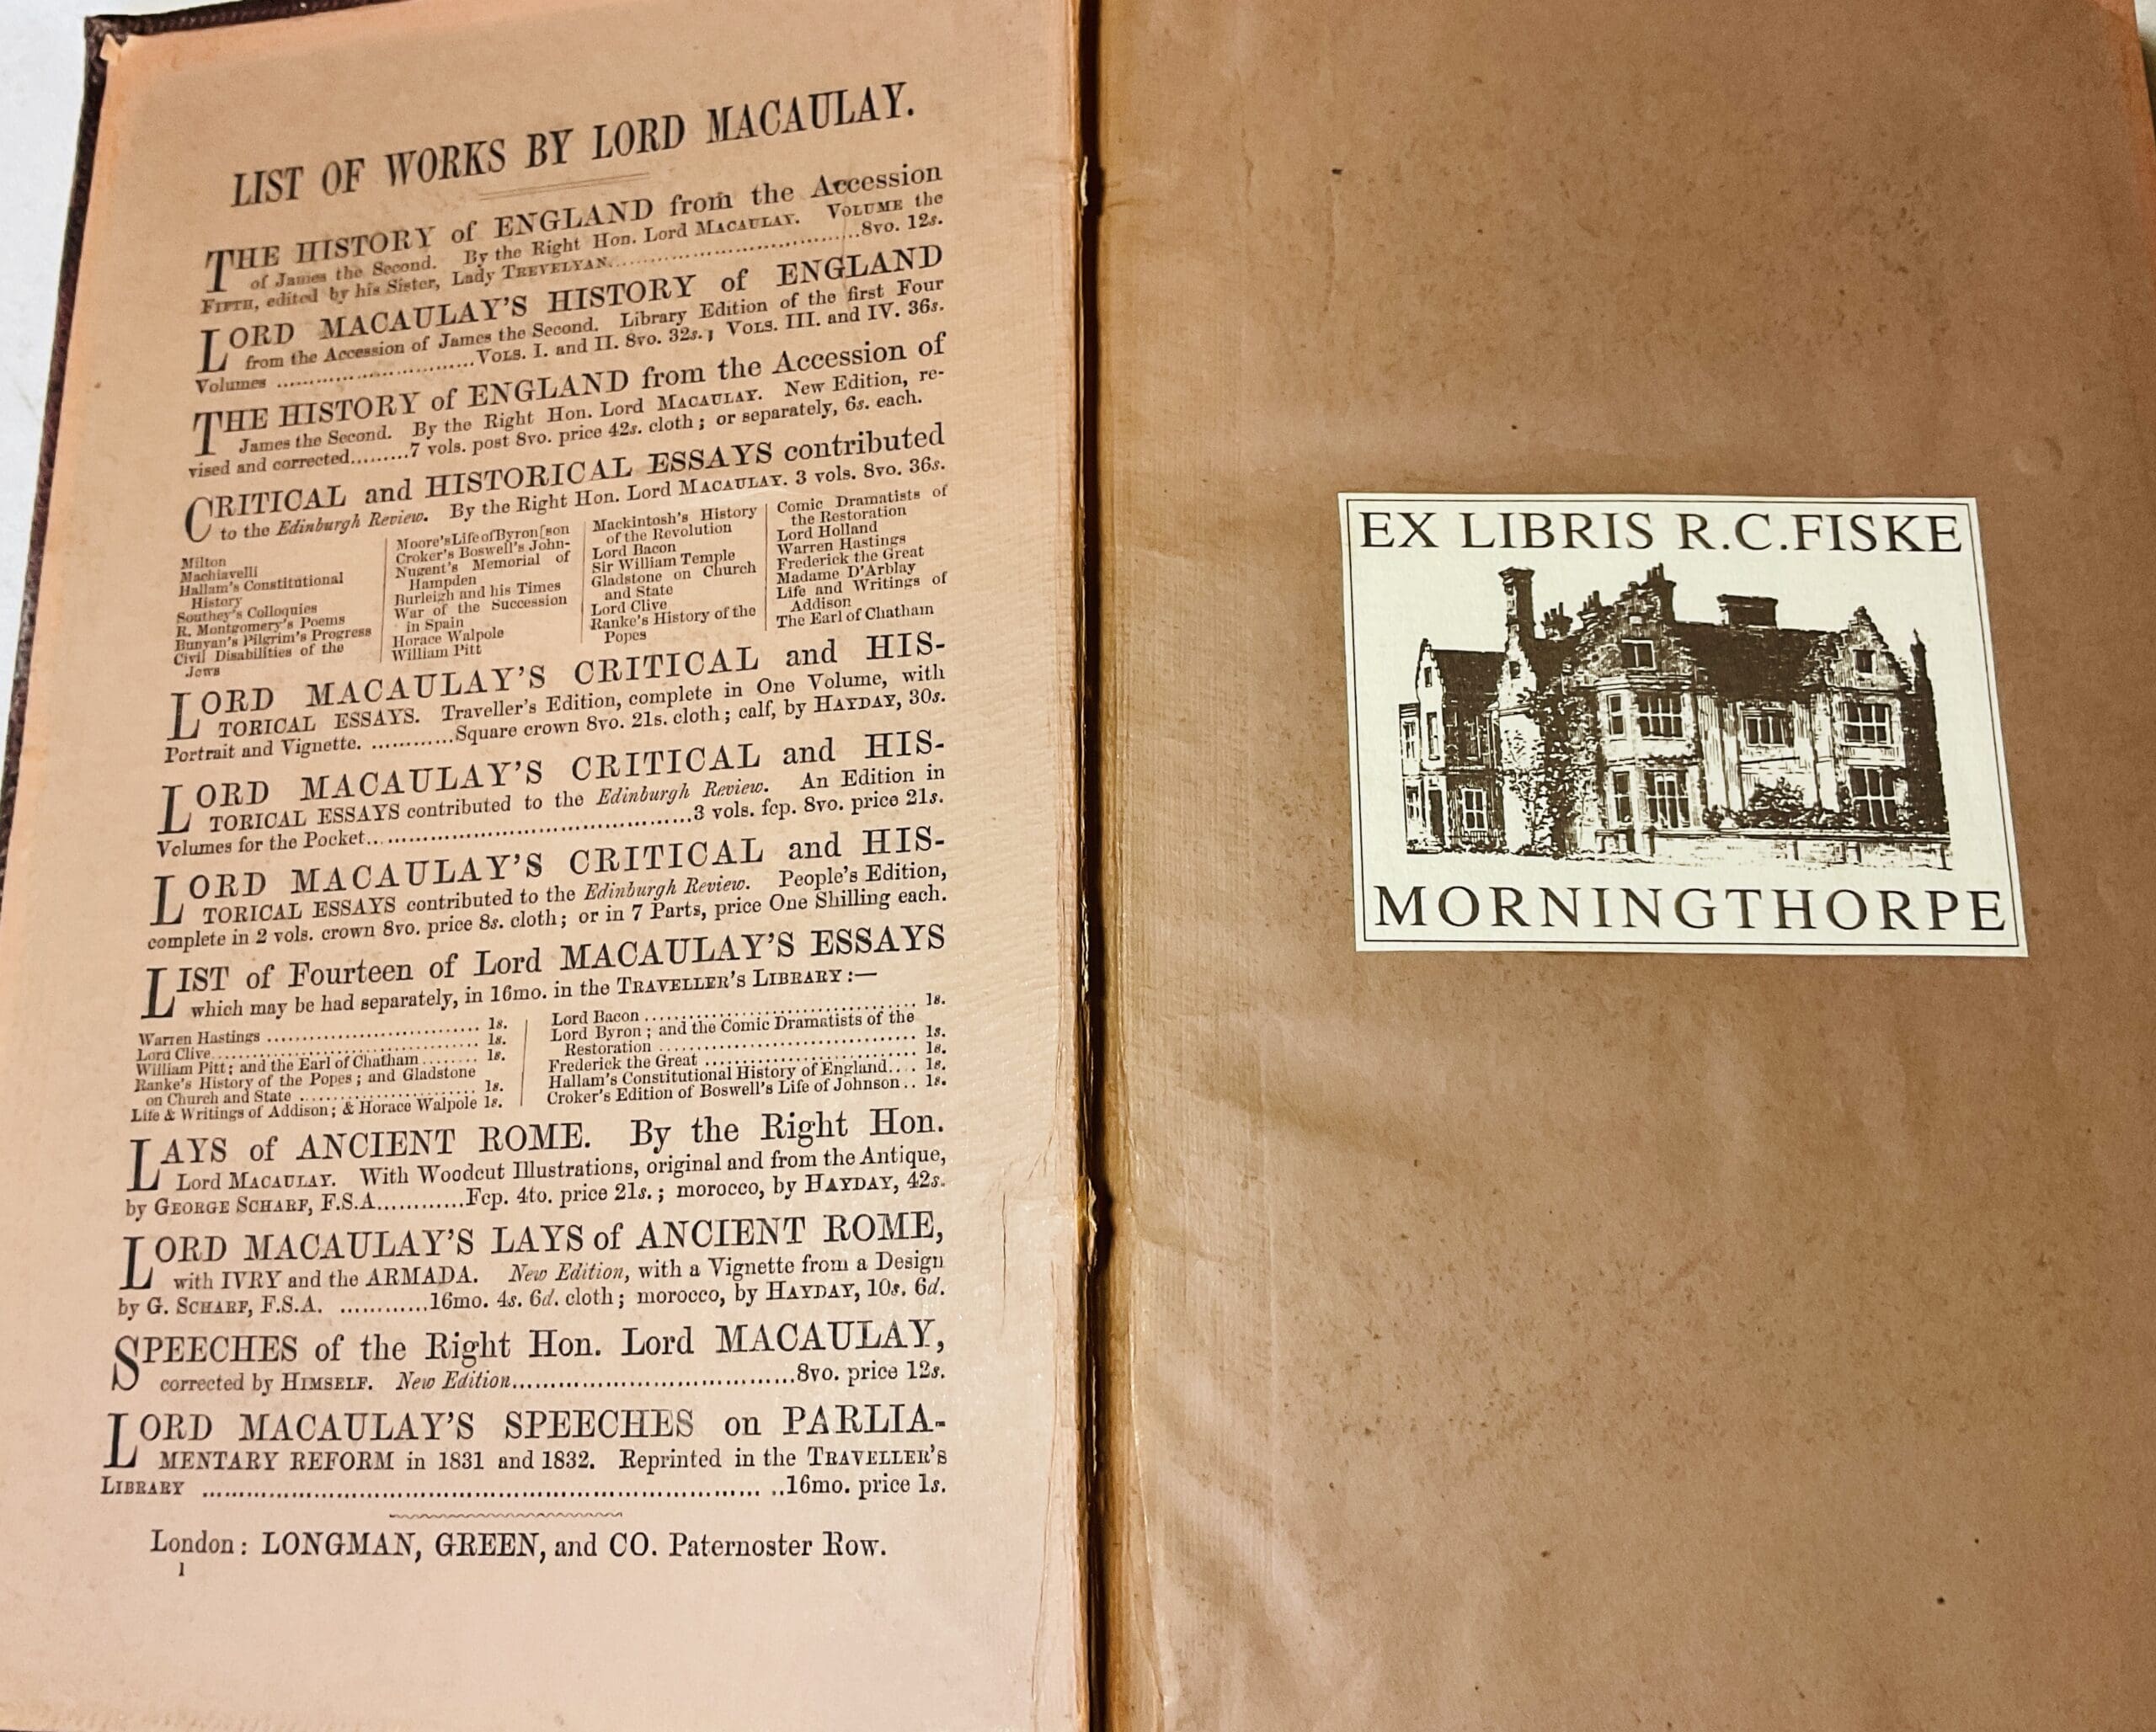 LIST OF WORKS BY LORD MACAULAY.
THE HISTORY of ENGLAND from the Accession
of James the Second. By the Right Hon. Lord MACAULAY. VOLUME the
FIFTH, edited by his Sister, Lady TREVELYAN..............................8vo. 12s.
LORD MACAULAY'S HISTORY of ENGLAND
from the Accession of James the Second. Library Edition of the first Four
Volumes ..............................VOLS. I. and II. 8vo. 32s.; VOLS. III. and IV. 36s.
THE HISTORY of ENGLAND from the Accession of
James the Second. By the Right Hon. Lord MACAULAY. New Edition, re-
vised and corrected.........7 vols. post 8vo. price 42s. cloth; or separately, 6s. each.
CRITICAL and HISTORICAL ESSAYS contributed
to the Edinburgh Review. By the Right Hon. Lord MACAULAY. 3 vols. 8vo. 36s.
Milton
Machiavelli
Hallam's Constitutional
History
Southey's Colloquies
R. Montgomery's Poems
Bunyan's Pilgrim's Progress
Civil Disabilities of the
Jews
Moore's Life of Byron [son
Croker's Boswell's John-
Nugent's Memorial of
Hampden
Burleigh and his Times
War of the Succession
in Spain
Horace Walpole
William Pitt
Mackintosh's History
of the Revolution
Lord Bacon
Sir William Temple
Gladstone on Church
and State
Lord Clive
Ranke's History of the
Popes
Comic Dramatists of
the Restoration
Lord Holland
Warren Hastings
Frederick the Great
Madame D'Arblay
Life and Writings of
Addison
The Earl of Chatham
LORD MACAULAY'S CRITICAL and HIS-
TORICAL ESSAYS. Traveller's Edition, complete in One Volume, with
Portrait and Vignette. ............Square crown 8vo. 21s. cloth; calf, by HAYDAY, 30s.
LORD MACAULAY'S CRITICAL and HIS-
TORICAL ESSAYS contributed to the Edinburgh Review. An Edition in
Volumes for the Pocket..................................................3 vols. fcp. 8vo. price 21s.
LORD MACAULAY'S CRITICAL and HIS-
TORICAL ESSAYS contributed to the Edinburgh Review. People's Edition,
complete in 2 vols. crown 8vo. price 8s. cloth; or in 7 Parts, price One Shilling each.
LIST of Fourteen of Lord MACAULAY'S ESSAYS
which may be had separately, in 16mo. in the TRAVELLER'S LIBRARY:—
Warren Hastings .................................. 1s.
Lord Clive.......................................... 1s.
William Pitt; and the Earl of Chatham ........ 1s.
Ranke's History of the Popes; and Gladstone
on Church and State ............................ 1s.
Life & Writings of Addison; & Horace Walpole 1s.
Lord Bacon .......................................... 1s.
Lord Byron; and the Comic Dramatists of the
Restoration ........................................ 1s.
Frederick the Great ................................ 1s.
Hallam's Constitutional History of England.... 1s.
Croker's Edition of Boswell's Life of Johnson.. 1s.
LAYS of ANCIENT ROME. By the Right Hon.
Lord MACAULAY. With Woodcut Illustrations, original and from the Antique,
by GEORGE SCHARF, F.S.A............Fcp. 4to. price 21s.; morocco, by HAYDAY, 42s.
LORD MACAULAY'S LAYS of ANCIENT ROME,
with IVRY and the ARMADA. New Edition, with a Vignette from a Design
by G. SCHARF, F.S.A. ............16mo. 4s. 6d. cloth; morocco, by HAYDAY, 10s. 6d.
SPEECHES of the Right Hon. Lord MACAULAY,
corrected by HIMSELF. New Edition........................................8vo. price 12s.
LORD MACAULAY'S SPEECHES on PARLIA-
MENTARY REFORM in 1831 and 1832. Reprinted in the TRAVELLER'S
LIBRARY ..................................................................................16mo. price 1s.
London: LONGMAN, GREEN, and CO. Paternoster Row.
1
EX LIBRIS R.C.FISKE
MORNINGTHORPE